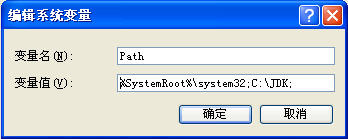 编辑系统变量
变量名(N): Path
变量值(V): %SystemRoot%\system32;C:\JDK;
确定 取消